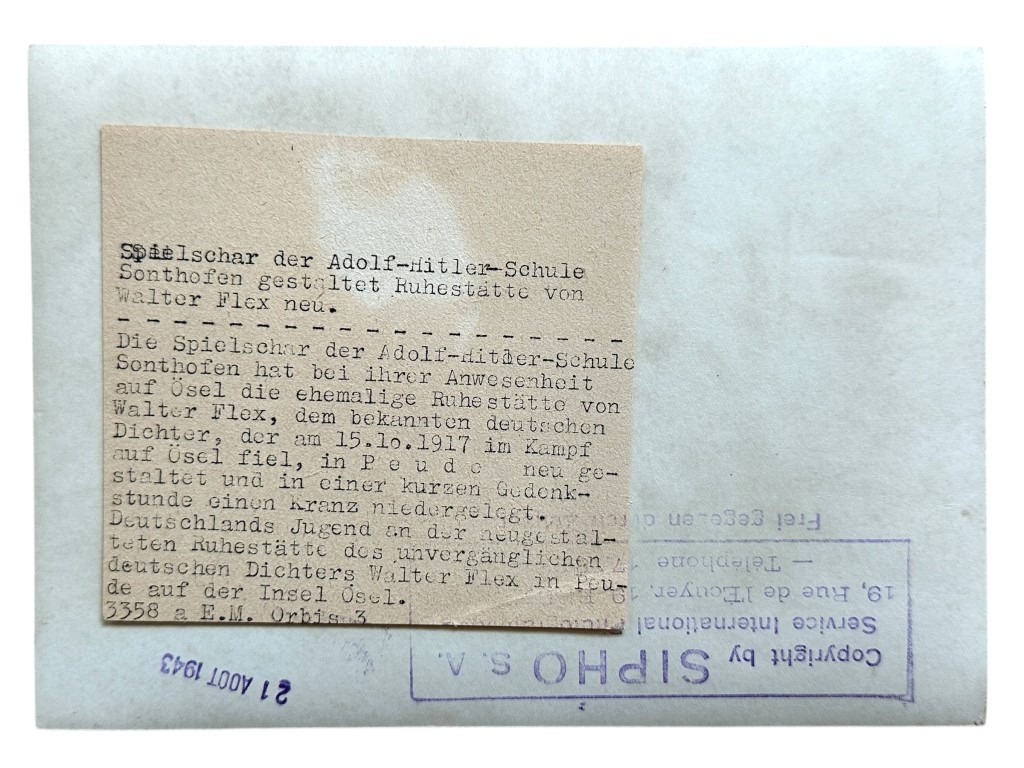 Spielschar der Adolf-Hitler-Schule
Sonthofen gestaltet Ruhestätte von
Walter Flex neu.
- - - - - - - - - - - - - - - - - -
Die Spielschar der Adolf-Hitler-Schule
Sonthofen hat bei ihrer Anwesenheit
auf Ösel die ehemalige Ruhestätte von
Walter Flex, dem bekannten deutschen
Dichter, der am 15.10.1917 im Kampf
auf Ösel fiel, in P e u d e neu ge-
staltet und in einer kurzen Gedenk-
stunde einen Kranz niedergelegt.
Deutschlands Jugend an der neugestal-
teten Ruhestätte des unvergänglichen
deutschen Dichters Walter Flex in Peu-
de auf der Insel Ösel.
3358 a E.M. Orbis 3
21 AOUT 1943
Copyright by SIPHO S.A.
Service International
19, Rue de l'Ecuyer, 19
— Téléphone
Frei gegeben durch